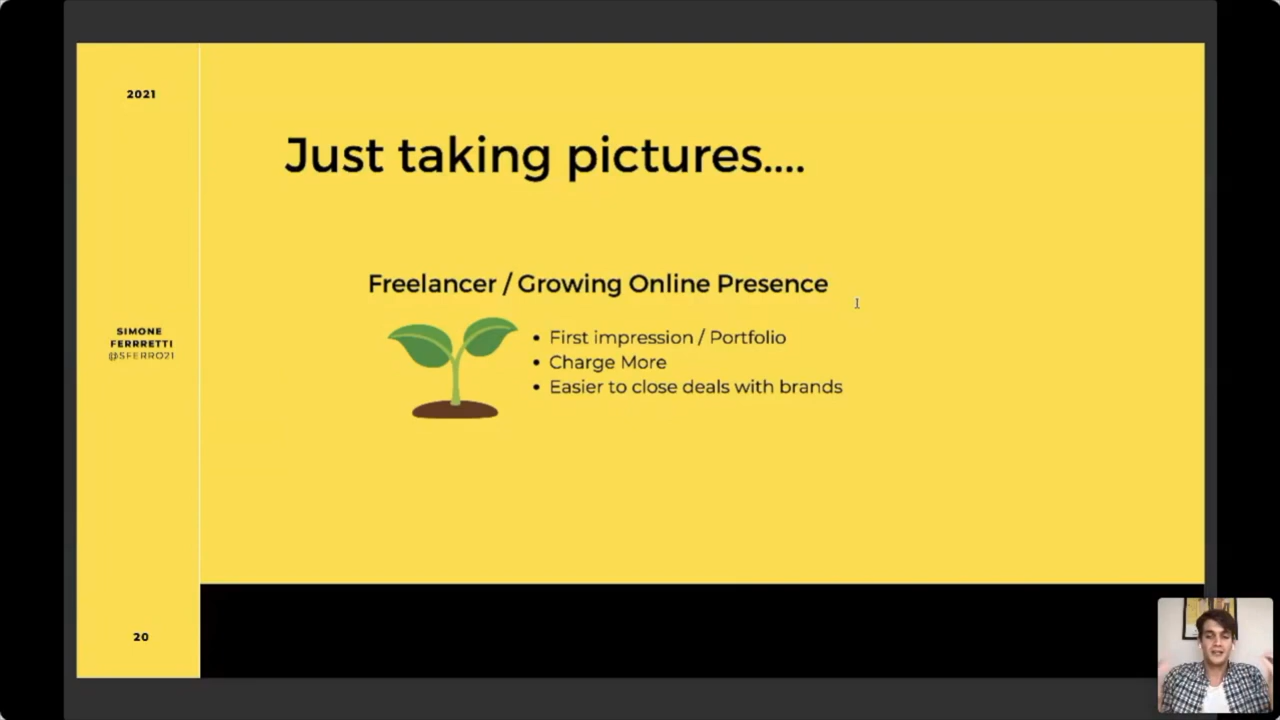 2021
Just taking pictures....
Freelancer / Growing Online Presence
• First impression / Portfolio
• Charge More
• Easier to close deals with brands
SIMONE
FERRRETTI
@SFERRO21
20